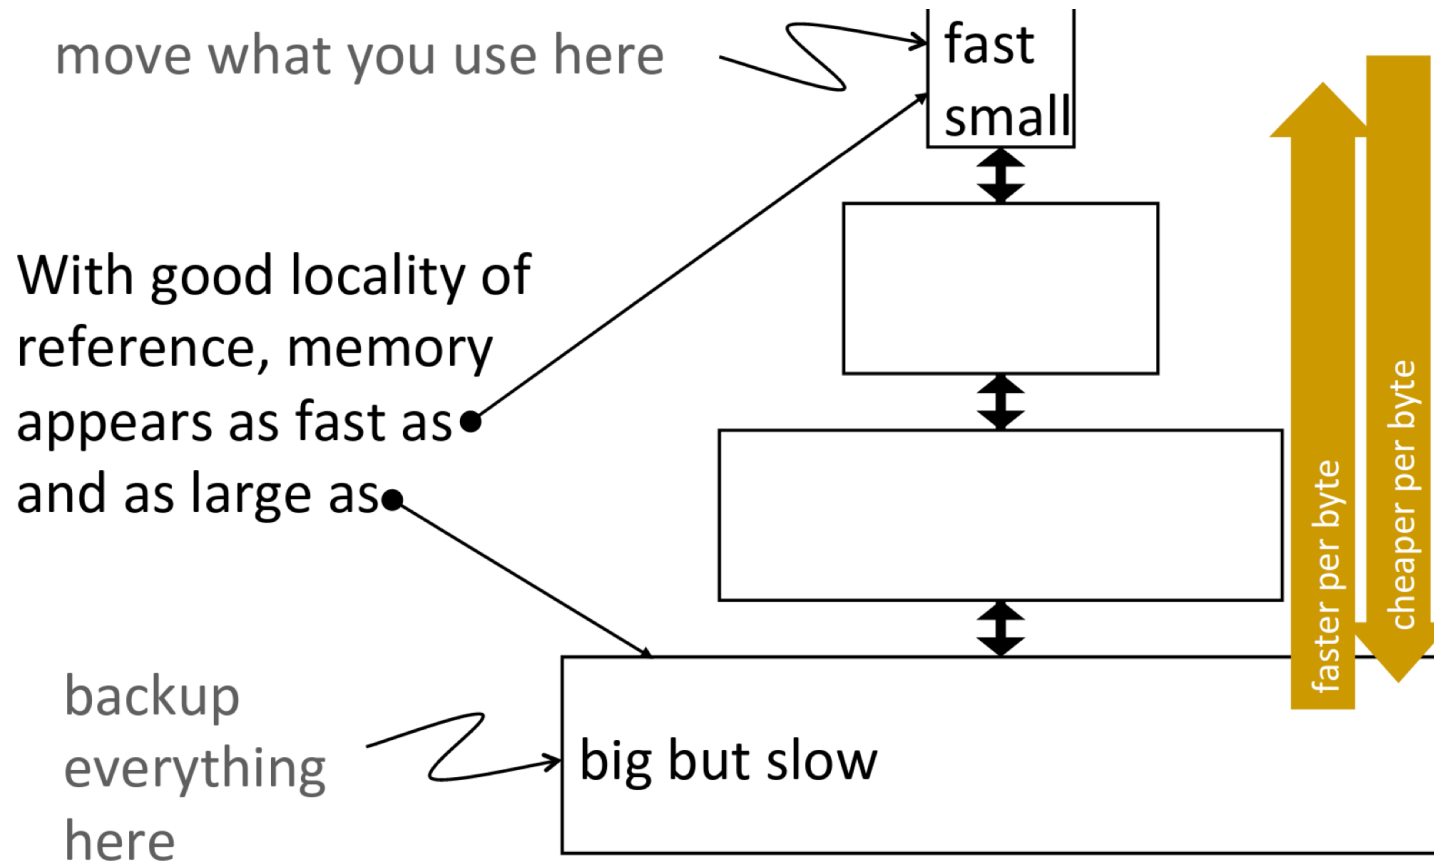 move what you use here
fast
small
With good locality of
reference, memory
appears as fast as
and as large as
faster per byte
cheaper per byte
backup
everything
here
big but slow